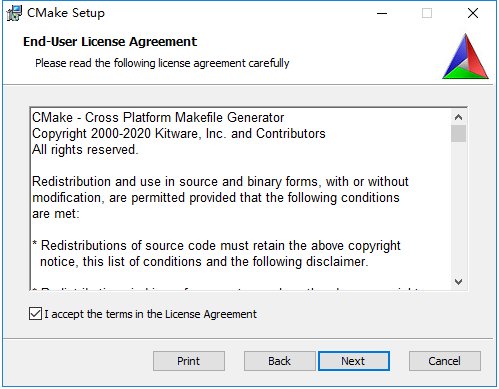 CMake Setup
End-User License Agreement
Please read the following license agreement carefully
CMake - Cross Platform Makefile Generator
Copyright 2000-2020 Kitware, Inc. and Contributors
All rights reserved.
Redistribution and use in source and binary forms, with or without
modification, are permitted provided that the following conditions
are met:
* Redistributions of source code must retain the above copyright
notice, this list of conditions and the following disclaimer.
I accept the terms in the License Agreement
Print
Back
Next
Cancel